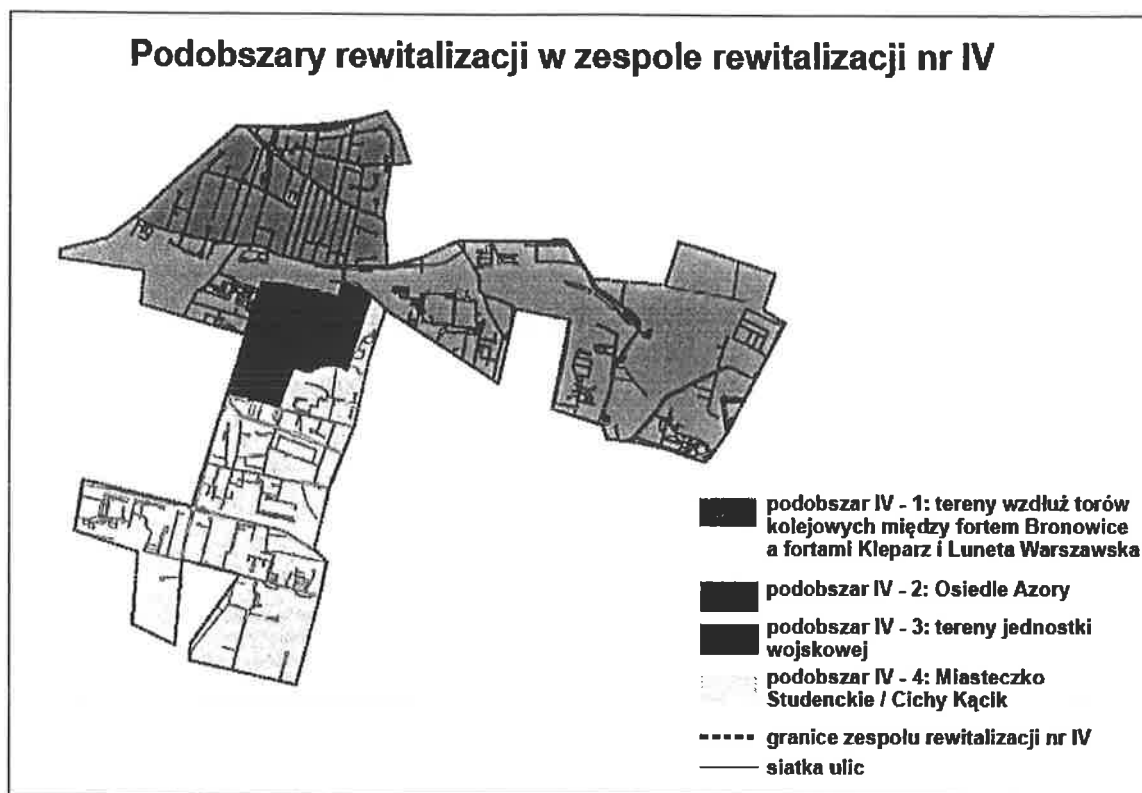 Podobszary rewitalizacji w zespole rewitalizacji nr IV
podobszar IV - 1: tereny wzdłuż torów
kolejowych między fortem Bronowice
a fortami Kleparz i Luneta Warszawska
podobszar IV - 2: Osiedle Azory
podobszar IV - 3: tereny jednostki
wojskowej
podobszar IV - 4: Miasteczko
Studenckie / Cichy Kącik
granice zespołu rewitalizacji nr IV
siatka ulic